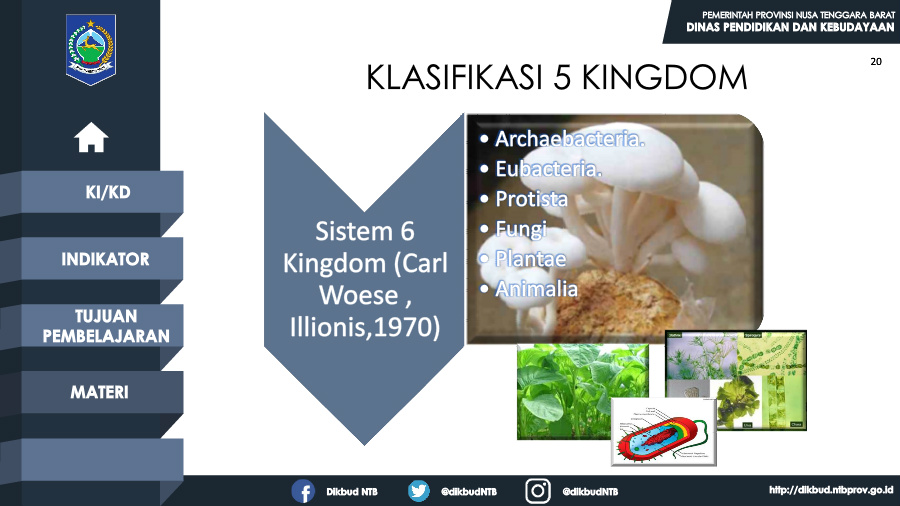 PEMERINTAH PROVINSI NUSA TENGGARA BARAT
DINAS PENDIDIKAN DAN KEBUDAYAAN
20
KLASIFIKASI 5 KINGDOM
KI/KD
INDIKATOR
TUJUAN
PEMBELAJARAN
MATERI
Sistem 6
Kingdom (Carl
Woese ,
Illionis,1970)
• Archaebacteria.
• Eubacteria.
• Protista
• Fungi
• Plantae
• Animalia
Dikbud NTB
@dikbudNTB
@dikbudNTB
http://dikbud.ntbprov.go.id